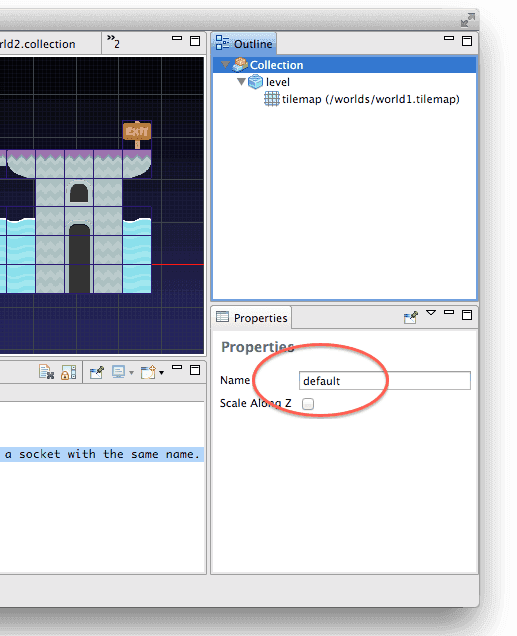 rld2.collection
»2
Outline
Collection
level
tilemap (/worlds/world1.tilemap)
EXIT
Properties
Properties
Name
default
Scale Along Z
a socket with the same name.